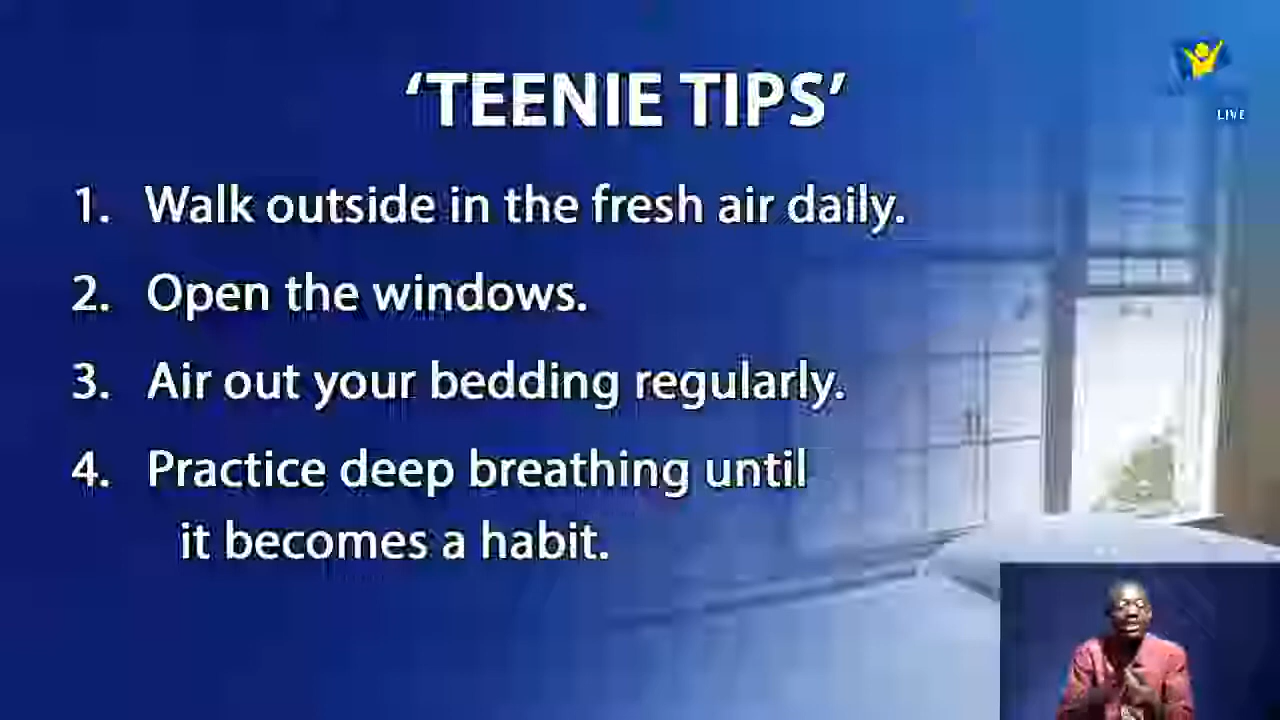 ‘TEENIE TIPS’
LIVE
1. Walk outside in the fresh air daily.
2. Open the windows.
3. Air out your bedding regularly.
4. Practice deep breathing until
it becomes a habit.